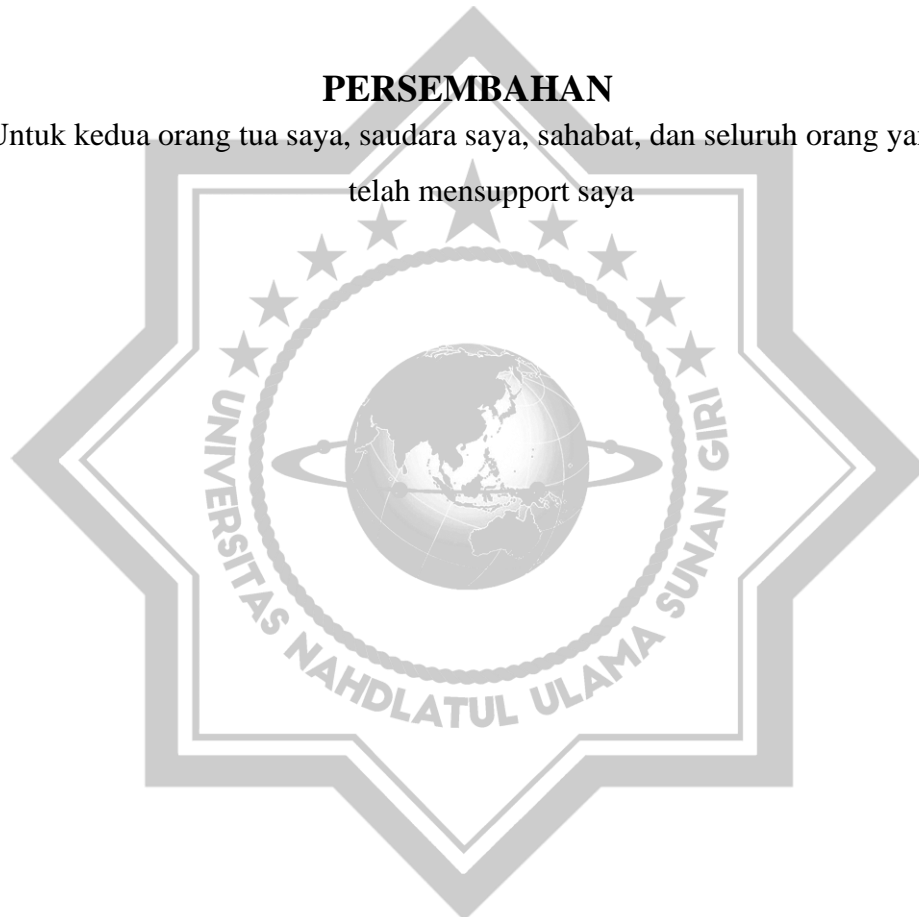 PERSEMBAHAN
Untuk kedua orang tua saya, saudara saya, sahabat, dan seluruh orang
telah mensupport saya
UNIVERSITAS NAHDLATUL ULAMA SUNAN GIRI